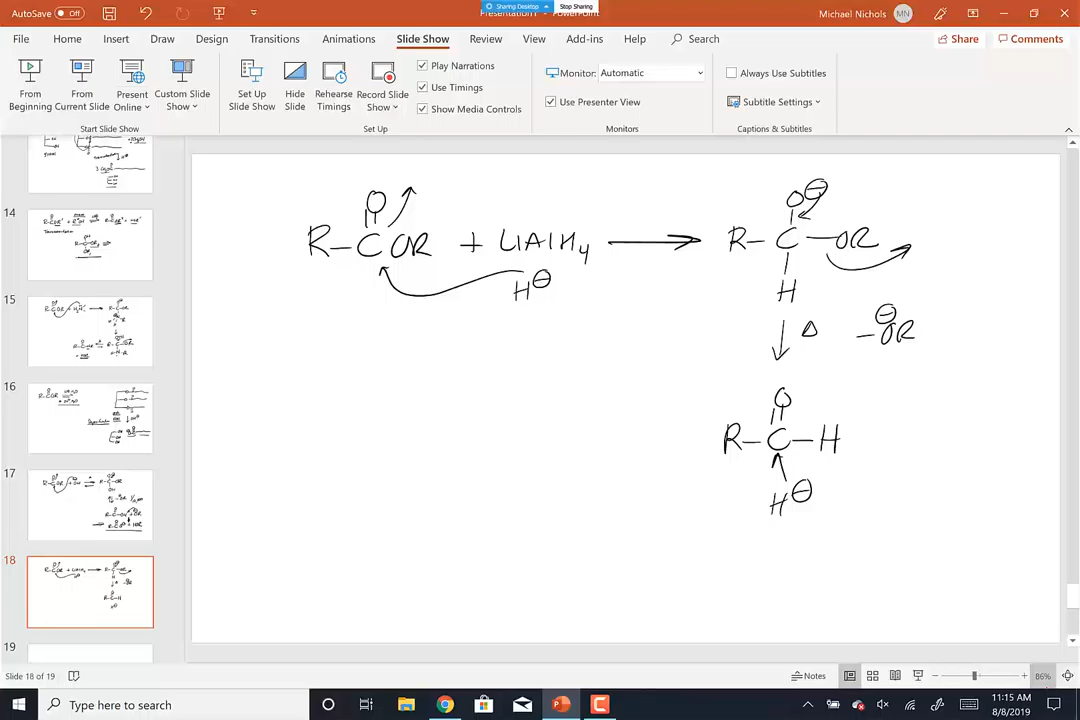 AutoSave Off
Sharing Desktop Stop Sharing
Presentation1 - PowerPoint
Michael Nichols MN
File Home Insert Draw Design Transitions Animations Slide Show Review View Add-ins Help Search Share Comments
From Beginning
From Current Slide
Present Online
Custom Slide Show
Start Slide Show
Set Up Slide Show
Hide Slide
Rehearse Timings
Record Slide Show
Play Narrations
Use Timings
Show Media Controls
Set Up
Monitor: Automatic
Use Presenter View
Monitors
Always Use Subtitles
Subtitle Settings
Captions & Subtitles
14
15
16
17
18
19
O
R-C OR + LiAlH4
H⊖
O⊖
R-C-OR
H
Δ -⊖OR
O
R-C-H
H⊖
Slide 18 of 19
Notes
86%
Type here to search
11:15 AM
8/8/2019